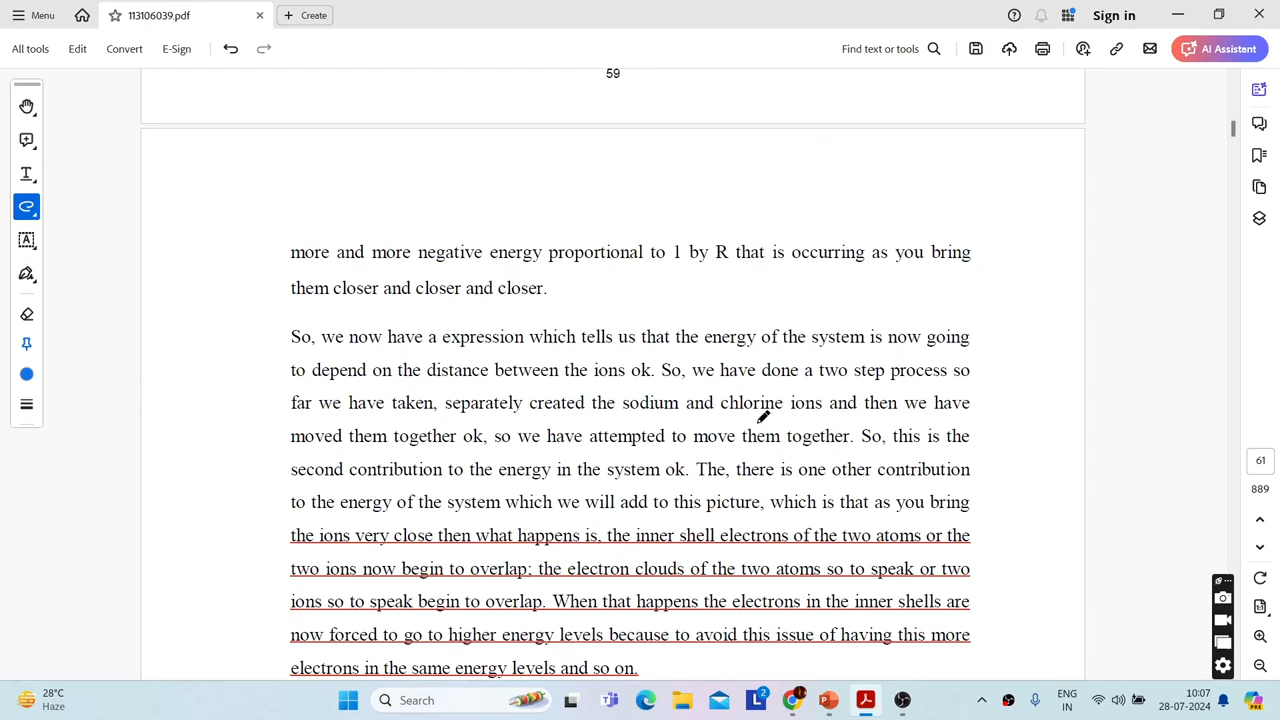 Menu
113106039.pdf
Create
Sign in
All tools
Edit
Convert
E-Sign
Find text or tools
AI Assistant
59
more and more negative energy proportional to 1 by R that is occurring as you bring
them closer and closer and closer.
So, we now have a expression which tells us that the energy of the system is now going
to depend on the distance between the ions ok. So, we have done a two step process so
far we have taken, separately created the sodium and chlorine ions and then we have
moved them together ok, so we have attempted to move them together. So, this is the
second contribution to the energy in the system ok. The, there is one other contribution
to the energy of the system which we will add to this picture, which is that as you bring
the ions very close then what happens is, the inner shell electrons of the two atoms or the
two ions now begin to overlap; the electron clouds of the two atoms so to speak or two
ions so to speak begin to overlap. When that happens the electrons in the inner shells are
now forced to go to higher energy levels because to avoid this issue of having this more
electrons in the same energy levels and so on.
61
889
28°C
Haze
Search
ENG
IN
10:07
28-07-2024